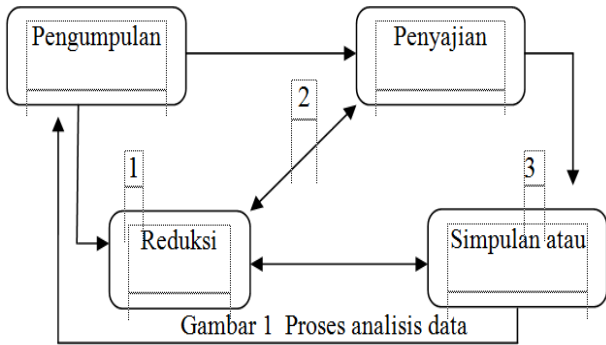 Pengumpulan
Penyajian
2
1
3
Reduksi
Simpulan atau
Gambar 1 Proses analisis data